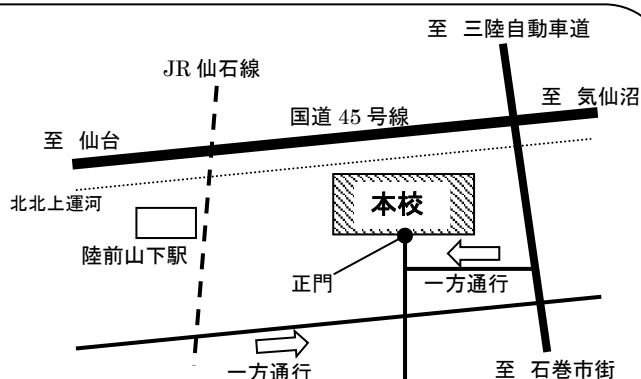 至 三陸自動車道
JR 仙石線
至 気仙沼
国道 45 号線
至 仙台
北北上運河
本校
陸前山下駅
正門
一方通行
一方通行
至 石巻市街